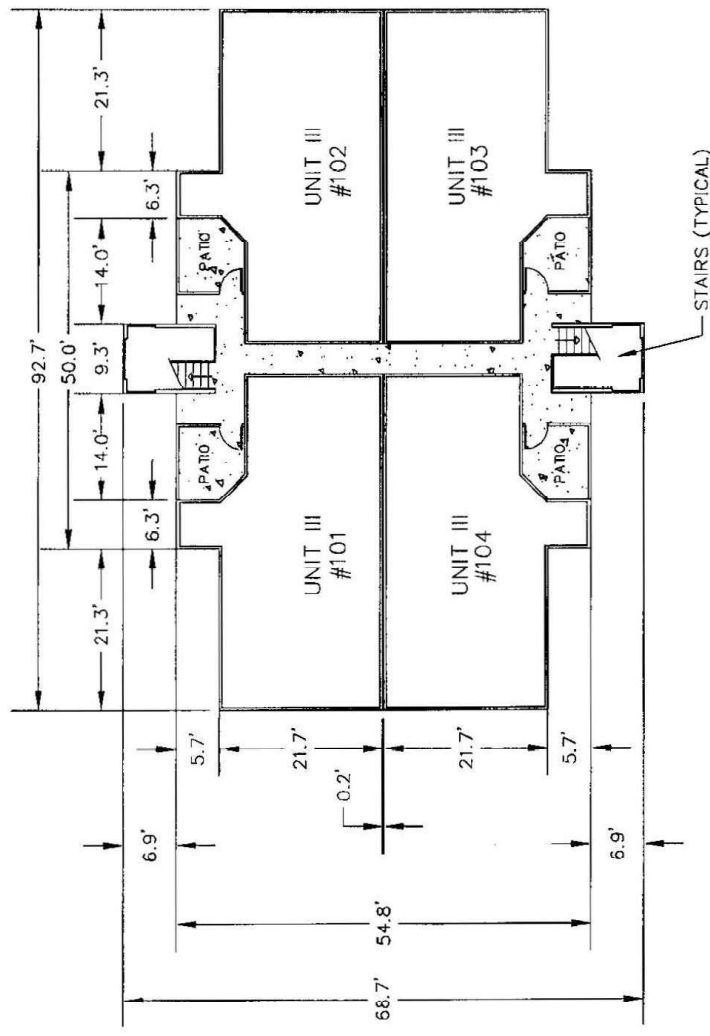 92.7'
21.3'
50.0'
6.3'
14.0'
9.3'
14.0'
6.3'
21.3'
PATIO
PATIO
UNIT III
#101
UNIT III
#102
UNIT III
#104
UNIT III
#103
PATIO
PATO
STAIRS (TYPICAL)
6.9'
5.7'
21.7'
0.2'
21.7'
5.7'
6.9'
54.8'
68.7'